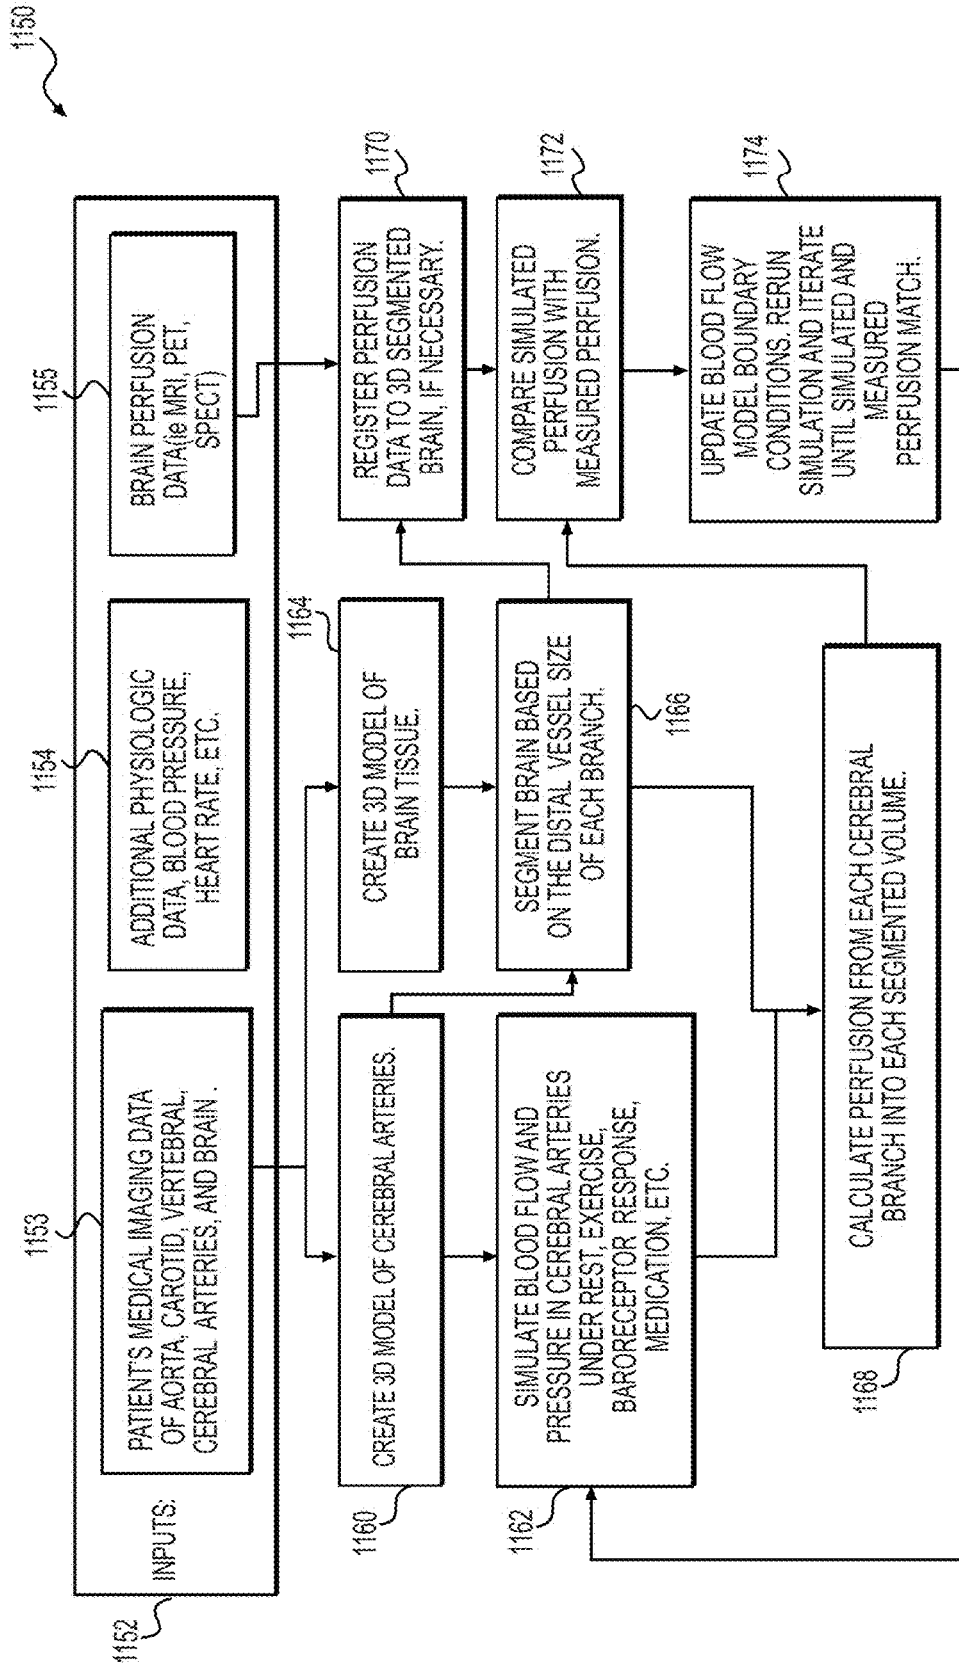 1150
1152
INPUTS:
1153
PATIENT'S MEDICAL IMAGING DATA
OF AORTA, CAROTID, VERTEBRAL,
CEREBRAL ARTERIES, AND BRAIN.
1154
ADDITIONAL PHYSIOLOGIC
DATA, BLOOD PRESSURE,
HEART RATE, ETC.
1155
BRAIN PERFUSION
DATA(ie MRI, PET,
SPECT)
1160
CREATE 3D MODEL OF CEREBRAL ARTERIES.
1164
CREATE 3D MODEL OF
BRAIN TISSUE.
1170
REGISTER PERFUSION
DATA TO 3D SEGMENTED
BRAIN, IF NECESSARY.
1162
SIMULATE BLOOD FLOW AND
PRESSURE IN CEREBRAL ARTERIES
UNDER REST, EXERCISE,
BARORECEPTOR RESPONSE,
MEDICATION, ETC.
1166
SEGMENT BRAIN BASED
ON THE DISTAL VESSEL SIZE
OF EACH BRANCH.
1172
COMPARE SIMULATED
PERFUSION WITH
MEASURED PERFUSION.
1168
CALCULATE PERFUSION FROM EACH CEREBRAL
BRANCH INTO EACH SEGMENTED VOLUME.
1174
UPDATE BLOOD FLOW
MODEL BOUNDARY
CONDITIONS. RERUN
SIMULATION AND ITERATE
UNTIL SIMULATED AND
MEASURED
PERFUSION MATCH.